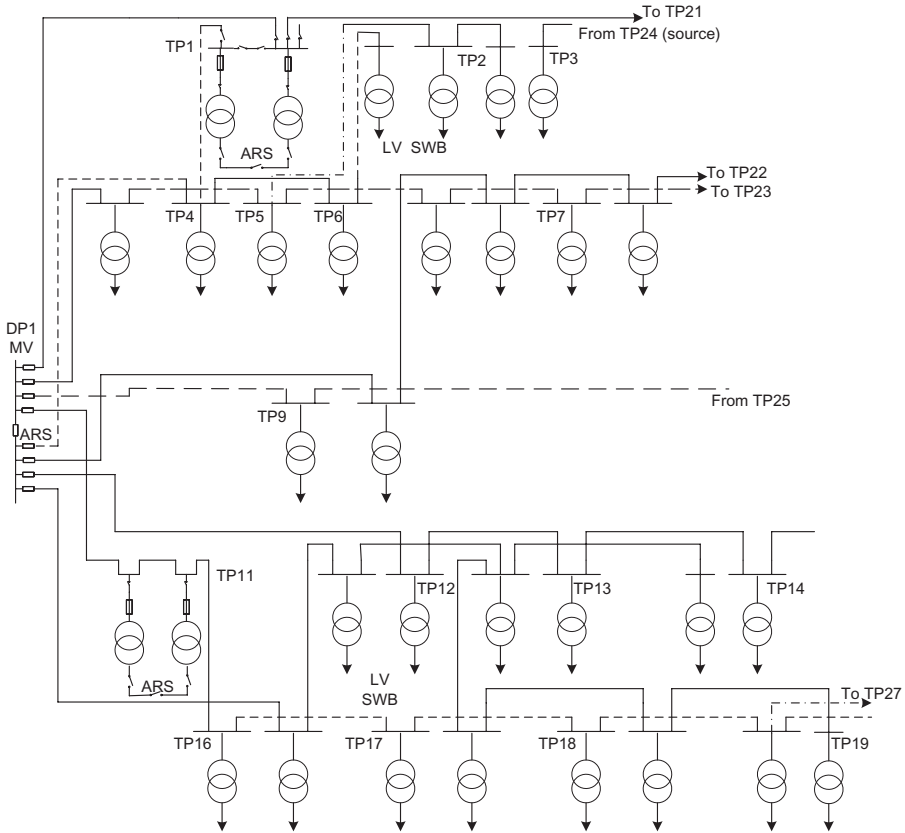 To TP21
From TP24 (source)
TP1
TP2
TP3
ARS
LV SWB
To TP22
To TP23
TP4
TP5
TP6
TP7
DP1
MV
ARS
TP9
From TP25
TP11
TP12
TP13
TP14
ARS
LV
SWB
To TP27
TP16
TP17
TP18
TP19